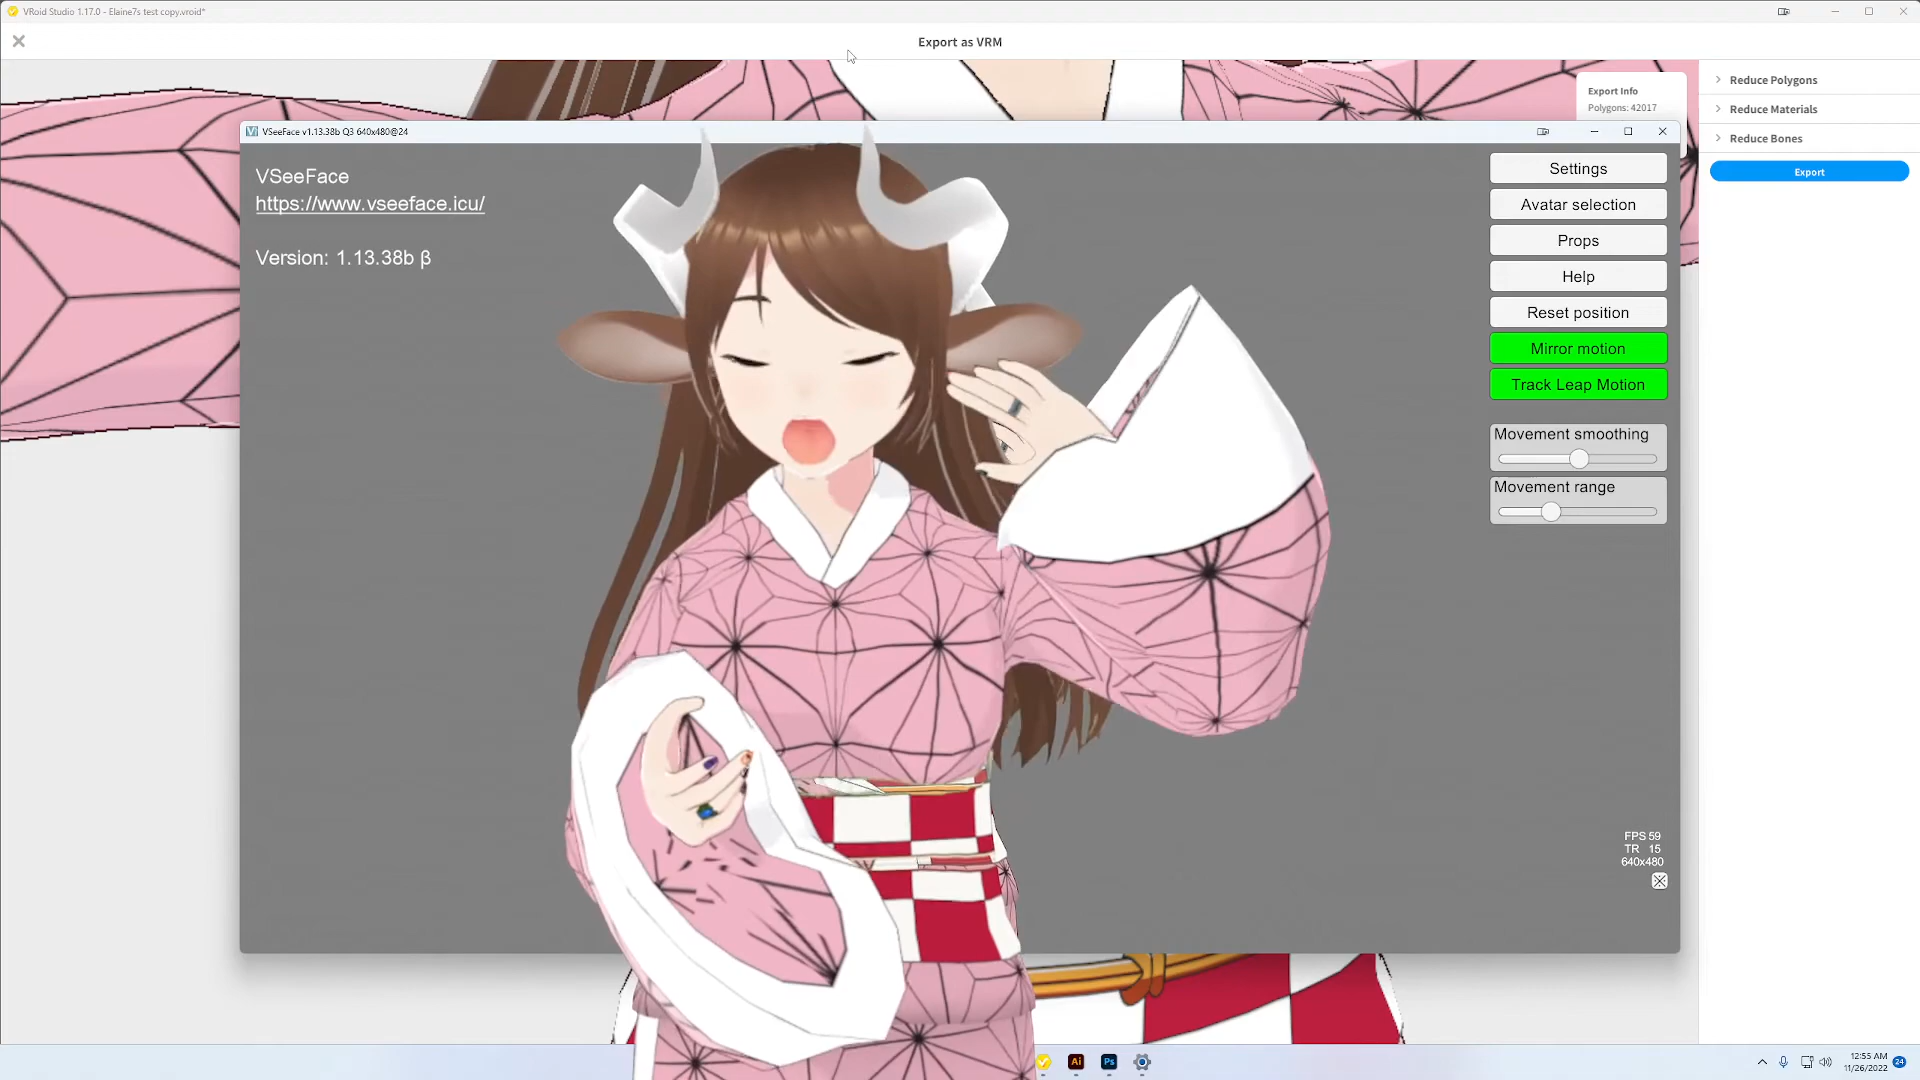 VRoid Studio 1.17.0 - Elaine7s test copy.vroid*
Export as VRM
Export Info
Polygons: 42017
Reduce Polygons
Reduce Materials
Reduce Bones
Export
VSeeFace v1.13.38b Q3 640x480@24
VSeeFace
https://www.vseeface.icu/
Version: 1.13.38b β
Settings
Avatar selection
Props
Help
Reset position
Mirror motion
Track Leap Motion
Movement smoothing
Movement range
FPS 59
TR 15
640x480
Ai
Ps
12:55 AM
11/26/2022
24